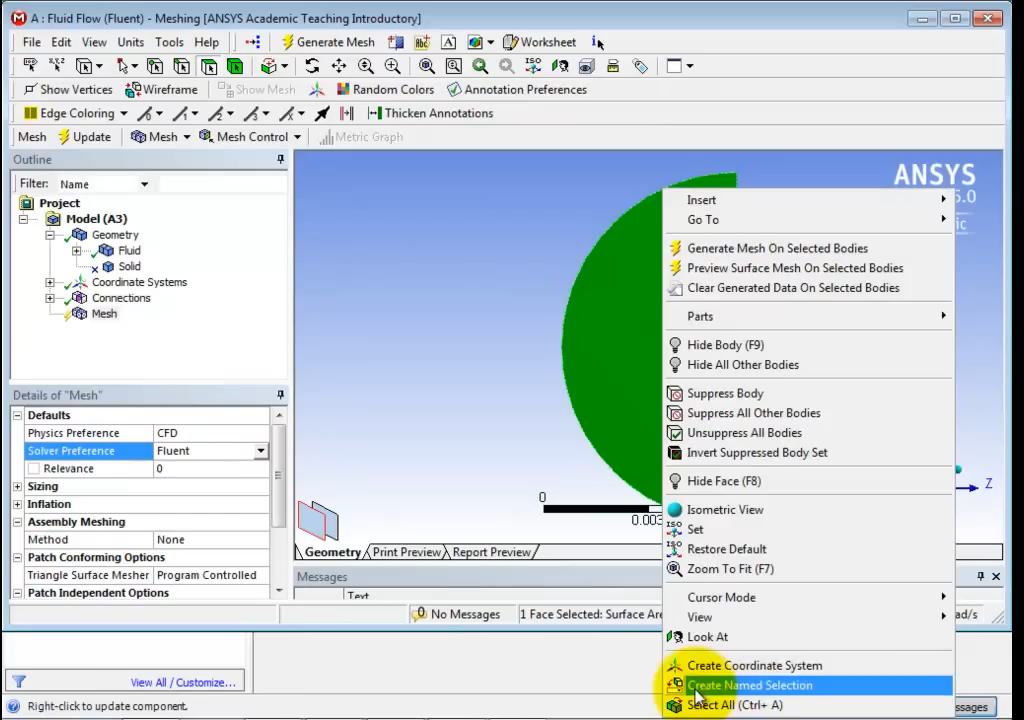 A : Fluid Flow (Fluent) - Meshing [ANSYS Academic Teaching Introductory]
File Edit View Units Tools Help Generate Mesh Worksheet
Show Vertices Wireframe Show Mesh Random Colors Annotation Preferences
Edge Coloring Thicken Annotations
Mesh Update Mesh Mesh Control Metric Graph
Outline
Filter: Name
Project
Model (A3)
Geometry
Fluid
Solid
Coordinate Systems
Connections
Mesh
Details of "Mesh"
Defaults
Physics Preference CFD
Solver Preference Fluent
Relevance 0
Sizing
Inflation
Assembly Meshing
Method None
Patch Conforming Options
Triangle Surface Mesher Program Controlled
Patch Independent Options
ANSYS
5.0
ic
Z
0
0.003
Geometry Print Preview Report Preview
Messages
Text
Insert
Go To
Generate Mesh On Selected Bodies
Preview Surface Mesh On Selected Bodies
Clear Generated Data On Selected Bodies
Parts
Hide Body (F9)
Hide All Other Bodies
Suppress Body
Suppress All Other Bodies
Unsuppress All Bodies
Invert Suppressed Body Set
Hide Face (F8)
Isometric View
Set
Restore Default
Zoom To Fit (F7)
Cursor Mode
View
Look At
Create Coordinate System
Create Named Selection
Select All (Ctrl+ A)
No Messages 1 Face Selected: Surface Are
ad/s
View All / Customize...
Right-click to update component.
ssages